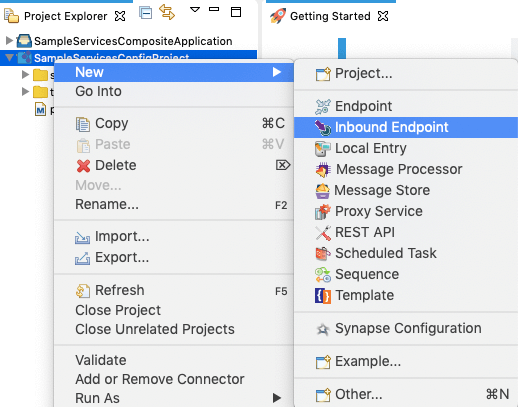 Project Explorer
Getting Started
SampleServicesCompositeApplication
SampleServicesConfigProject
New
Go Into
Copy ⌘C
Paste ⌘V
Delete ⌦
Move...
Rename... F2
Import...
Export...
Refresh F5
Close Project
Close Unrelated Projects
Validate
Add or Remove Connector
Run As
Project...
Endpoint
Inbound Endpoint
Local Entry
Message Processor
Message Store
Proxy Service
REST API
Scheduled Task
Sequence
Template
Synapse Configuration
Example...
Other... ⌘N